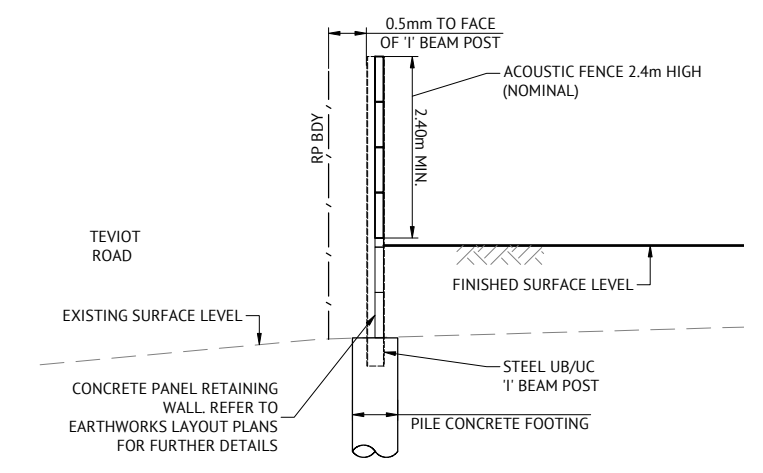 0.5mm TO FACE
OF 'I' BEAM POST
ACOUSTIC FENCE 2.4m HIGH
(NOMINAL)
2.40m MIN.
RP BDY
TEVIOT
ROAD
FINISHED SURFACE LEVEL
EXISTING SURFACE LEVEL
STEEL UB/UC
'I' BEAM POST
CONCRETE PANEL RETAINING
WALL. REFER TO
EARTHWORKS LAYOUT PLANS
FOR FURTHER DETAILS
PILE CONCRETE FOOTING